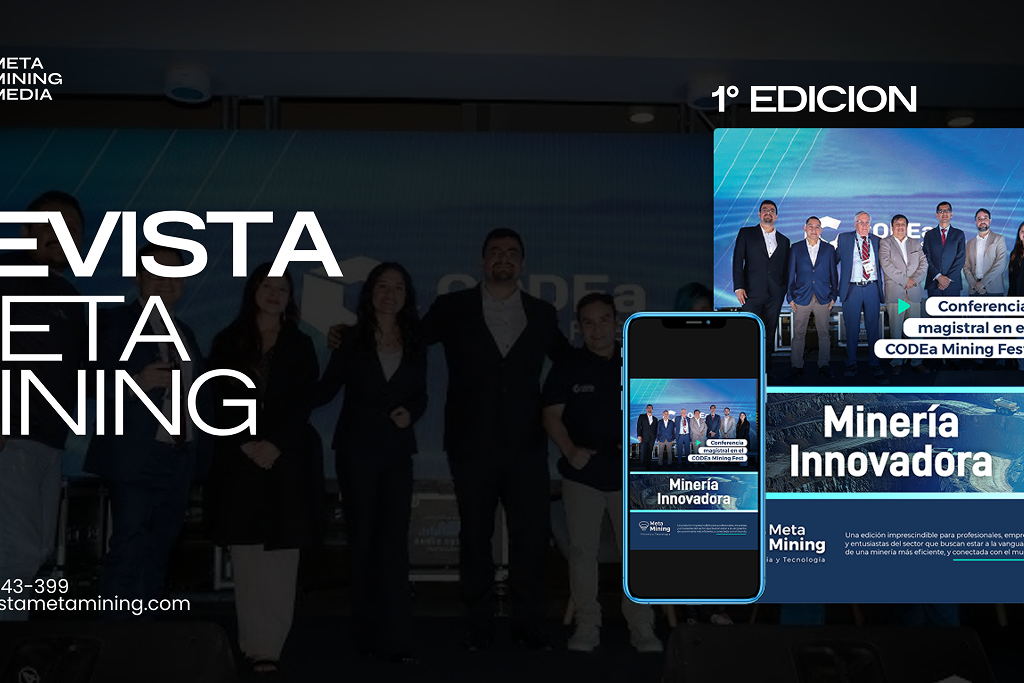 META
MINING
MEDIA
1º EDICION
EVISTA
ETA
INING
43-399
stametamining.com
CODEa
Conferencia
magistral en e
CODEa Mining Fest
Minería
Innovadora
Meta
Mining
ia y Tecnología
Una edición imprescindible para profesionales, empre
y entusiastas del sector que buscan estar a la vangua
de una minería más eficiente, y conectada con el mu
Conferencia
magistral en el
CODEa Mining Fest
Minería
Innovadora
Meta
Mining